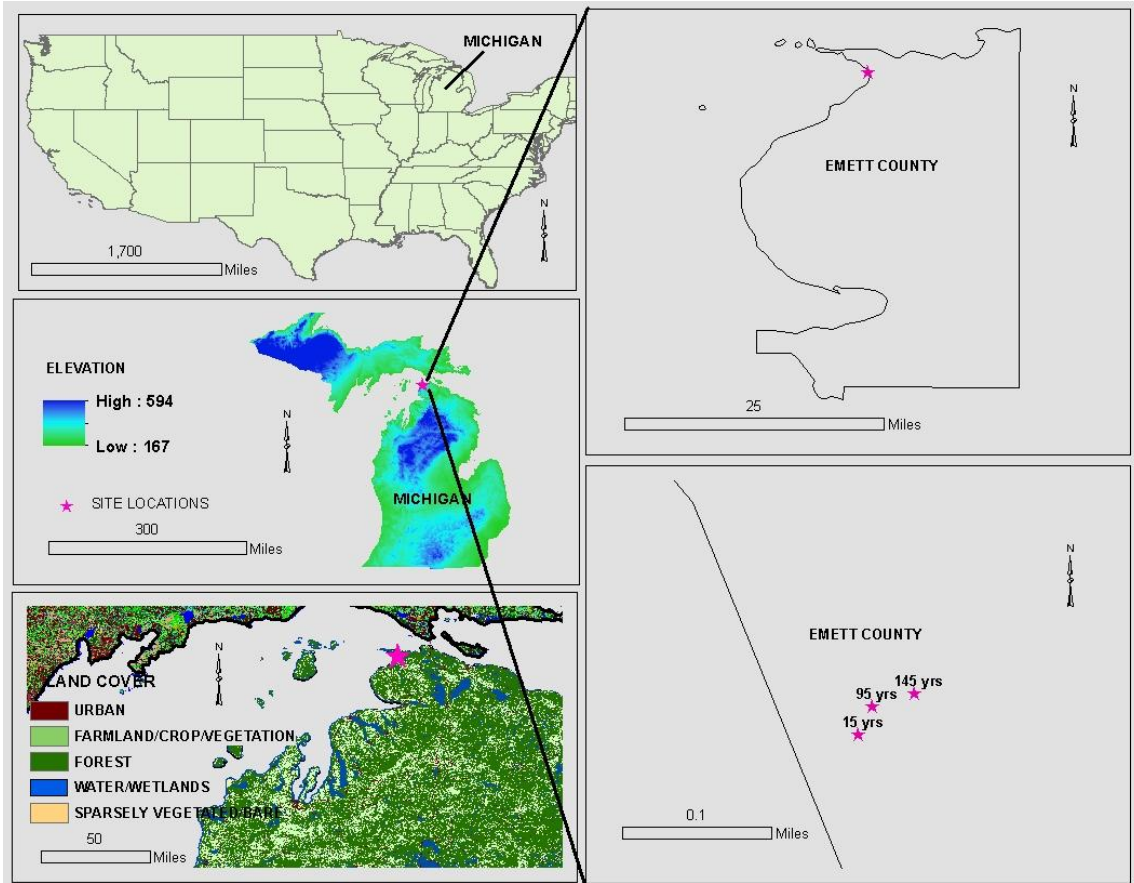 MICHIGAN
N
1,700
Miles
ELEVATION
High : 594
Low : 167
N
SITE LOCATIONS
MICHIGAN
300
Miles
N
LAND COVER
URBAN
FARMLAND/CROP/VEGETATION
FOREST
WATER/WETLANDS
SPARSELY VEGETATED/BARE
50
Miles
N
EMETT COUNTY
25
Miles
N
EMETT COUNTY
145 yrs
95 yrs
15 yrs
0.1
Miles